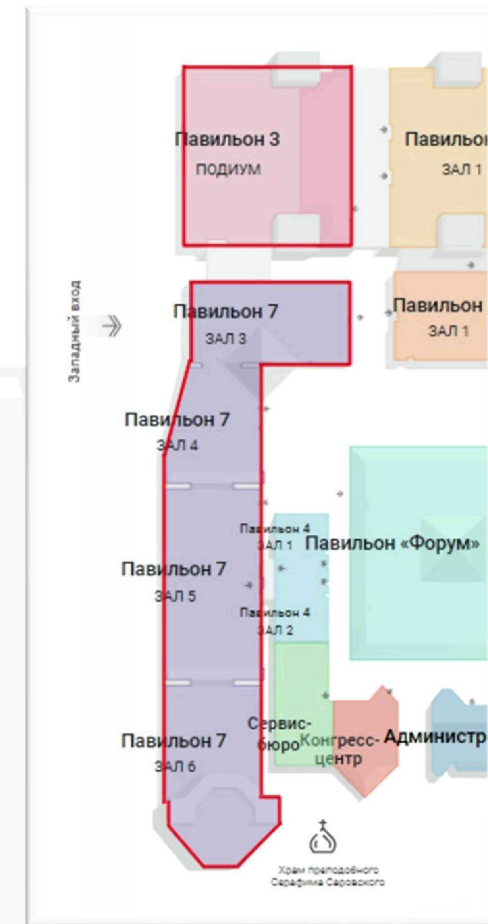 Павильон 3
ПОДИУМ
Павильон
ЗАЛ 1
Западный вход
Павильон 7
ЗАЛ 3
Павильон
ЗАЛ 1
Павильон 7
ЗАЛ 4
Павильон 4
ЗАЛ 1
Павильон «Форум»
Павильон 7
ЗАЛ 5
Павильон 4
ЗАЛ 2
Павильон 7
ЗАЛ 6
Сервис-
бюро
Конгресс-
центр
Администр
Храм преподобного
Серафима Саровского